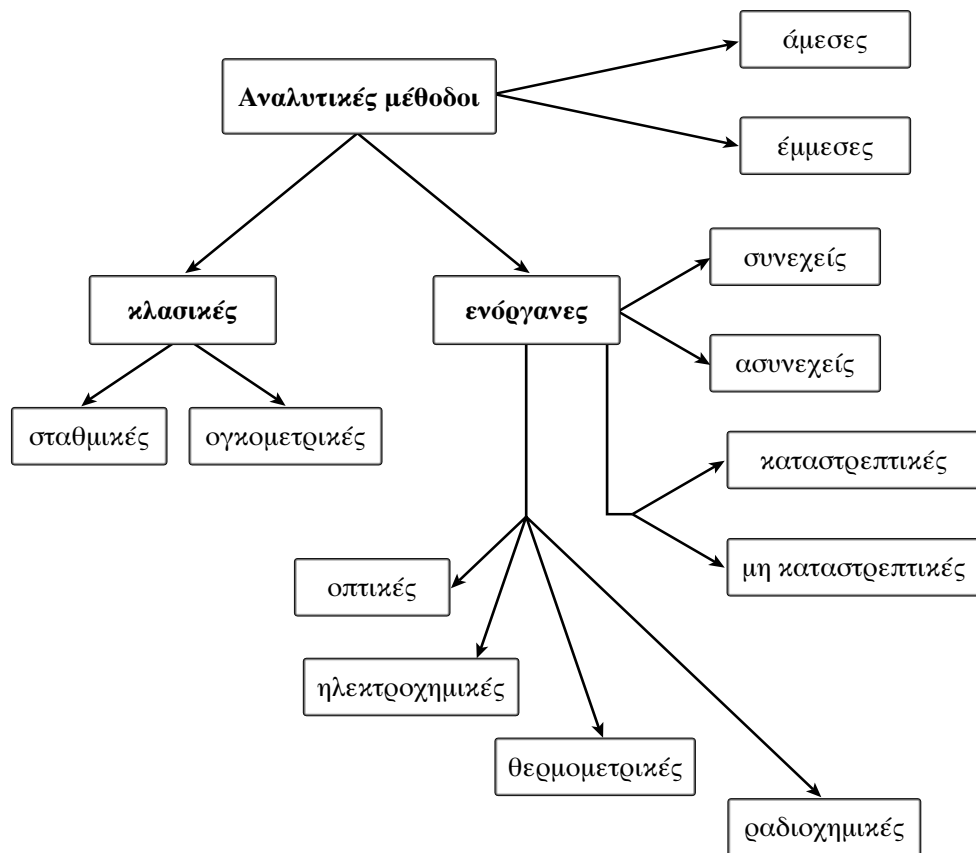 άμεσες
Αναλυτικές μέθοδοι
έμμεσες
συνεχείς
κλασικές
ενόργανες
ασυνεχείς
σταθμικές
ογκομετρικές
καταστρεπτικές
μη καταστρεπτικές
οπτικές
ηλεκτροχημικές
θερμομετρικές
ραδιοχημικές